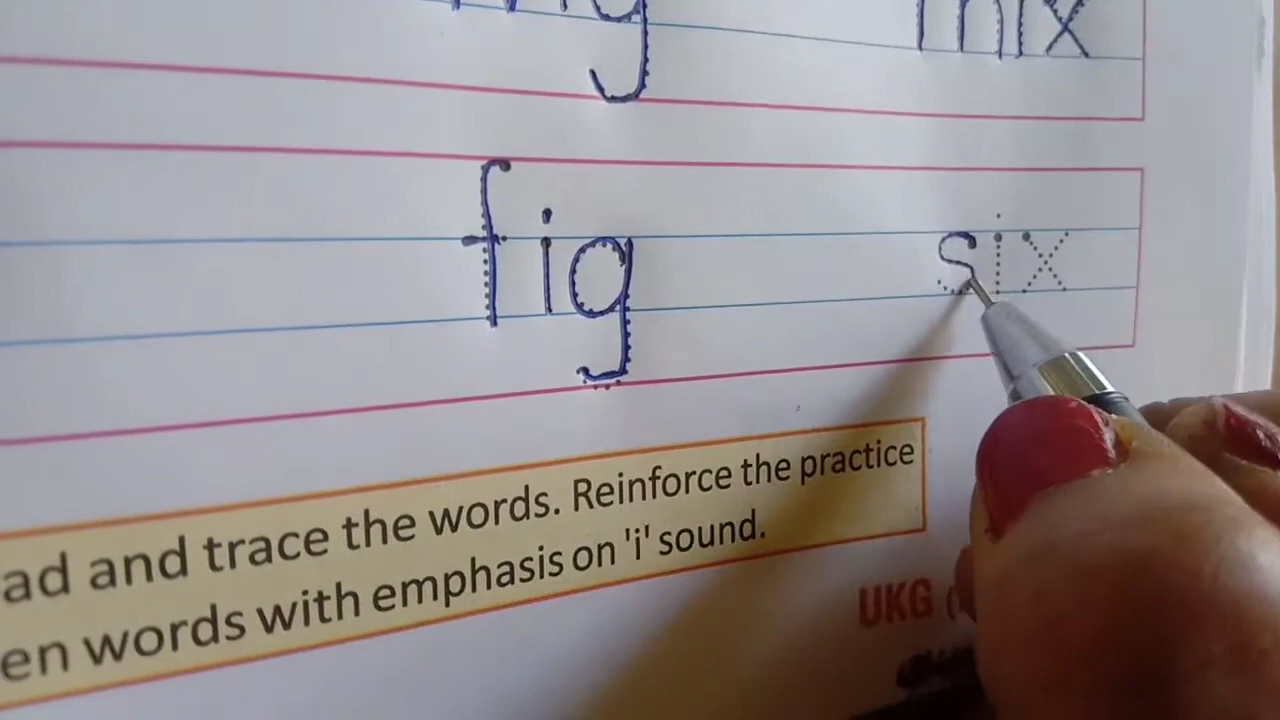 mix
fig six
ad and trace the words. Reinforce the practice
en words with emphasis on 'i' sound.
UKG